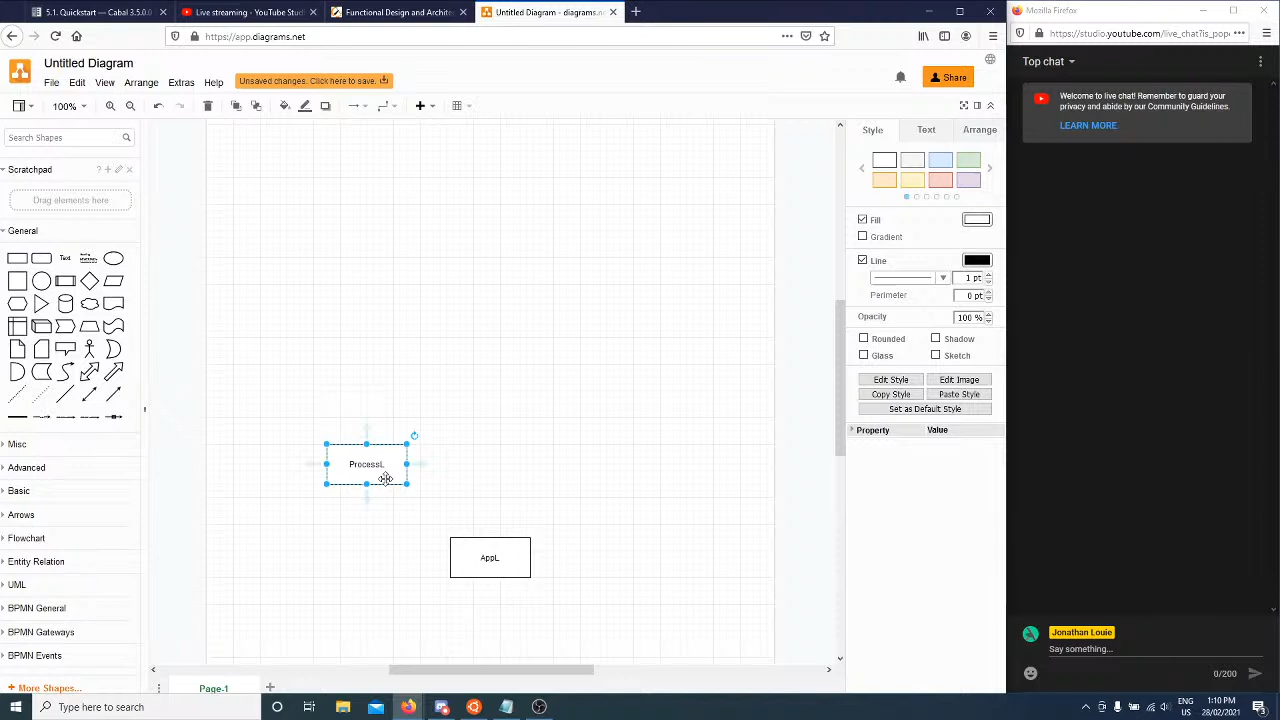 5.1. Quickstart — Cabal 3.5.0.0
Live streaming - YouTube Studio
Functional Design and Architec
Untitled Diagram - diagrams.net
Mozilla Firefox
https://app.diagrams.net
https://studio.youtube.com/live_chat?is_pop
Untitled Diagram
File Edit View Arrange Extras Help
Unsaved changes. Click here to save.
Share
100%
Search Shapes
Scratchpad
Drag elements here
General
Text
Misc
Advanced
Basic
Arrows
Flowchart
Entity Relation
UML
BPMN General
BPMN Gateways
BPMN Events
+ More Shapes...
ProcessL
AppL
Page-1
Style Text Arrange
Fill
Gradient
Line
1 pt
Perimeter 0 pt
Opacity 100 %
Rounded Shadow
Glass Sketch
Edit Style Edit Image
Copy Style Paste Style
Set as Default Style
Property Value
Top chat
Welcome to live chat! Remember to guard your
privacy and abide by our Community Guidelines.
LEARN MORE
Jonathan Louie
Say something...
0/200
Type here to search
ENG
US
1:10 PM
28/02/2021